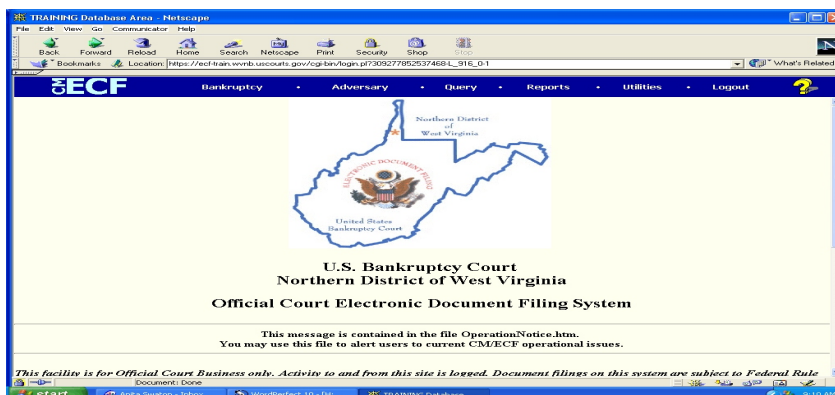 TRAINING Database Area - Netscape
File Edit View Go Communicator Help
Back Forward Reload Home Search Netscape Print Security Shop Stop
Bookmarks Location: https://ecf-train.wvnb.uscourts.gov/cgi-bin/login.pl?7309277852537468-L_916_0-1 What's Related
CM/ECF Bankruptcy • Adversary • Query • Reports • Utilities • Logout ?
Northern District
of
West Virginia
ELECTRONIC DOCUMENT FILING
United States
Bankruptcy Court
U.S. Bankruptcy Court
Northern District of West Virginia
Official Court Electronic Document Filing System
This message is contained in the file OperationNotice.htm.
You may use this file to alert users to current CM/ECF operational issues.
This facility is for Official Court Business only. Activity to and from this site is logged. Document filings on this system are subject to Federal Rule
Document: Done
start Anita Swaton - Inbox WordPerfect 10 - TRAINING Database 9:10 AM